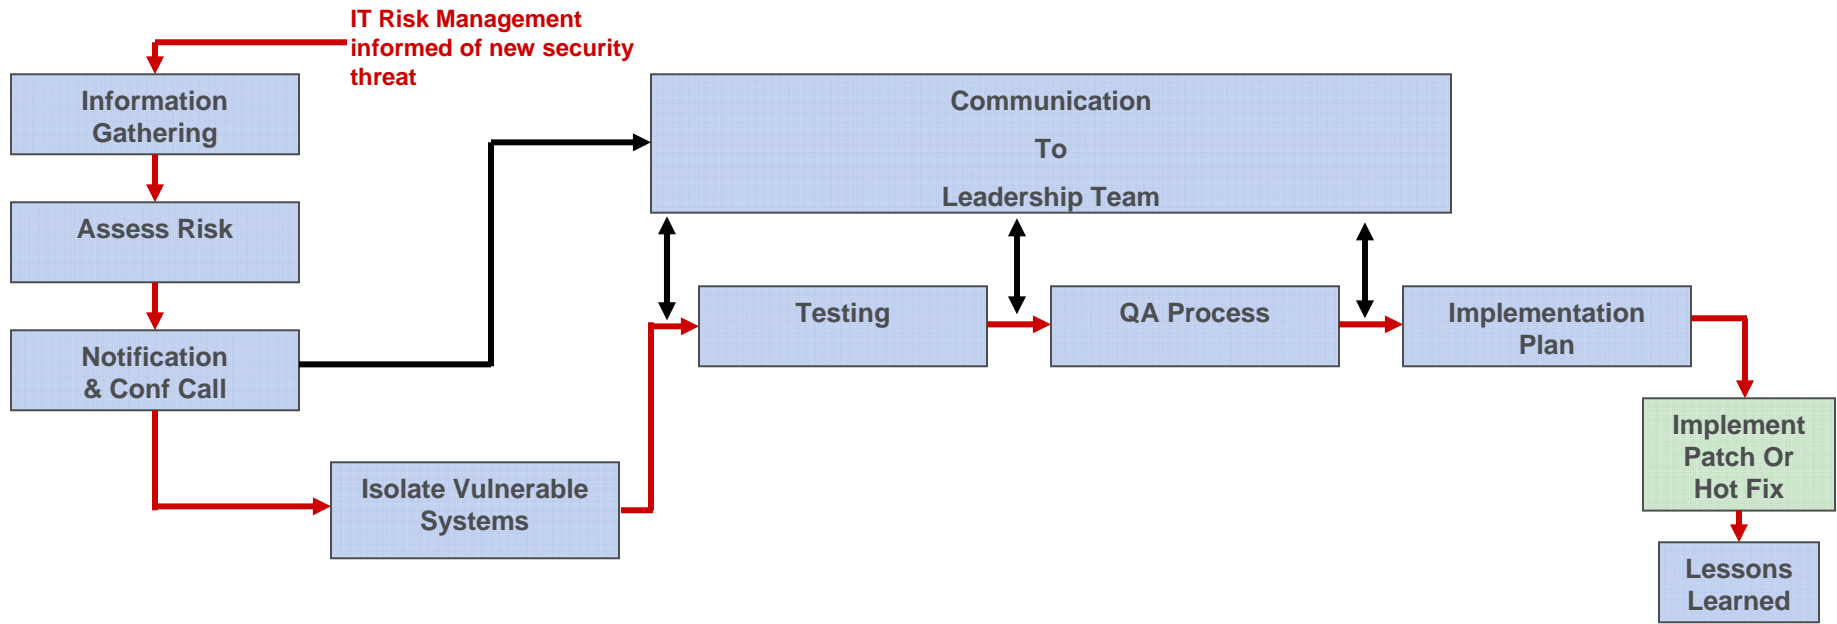 IT Risk Management
informed of new security
threat
Information
Gathering
Assess Risk
Notification
& Conf Call
Communication
To
Leadership Team
Isolate Vulnerable
Systems
Testing
QA Process
Implementation
Plan
Implement
Patch Or
Hot Fix
Lessons
Learned